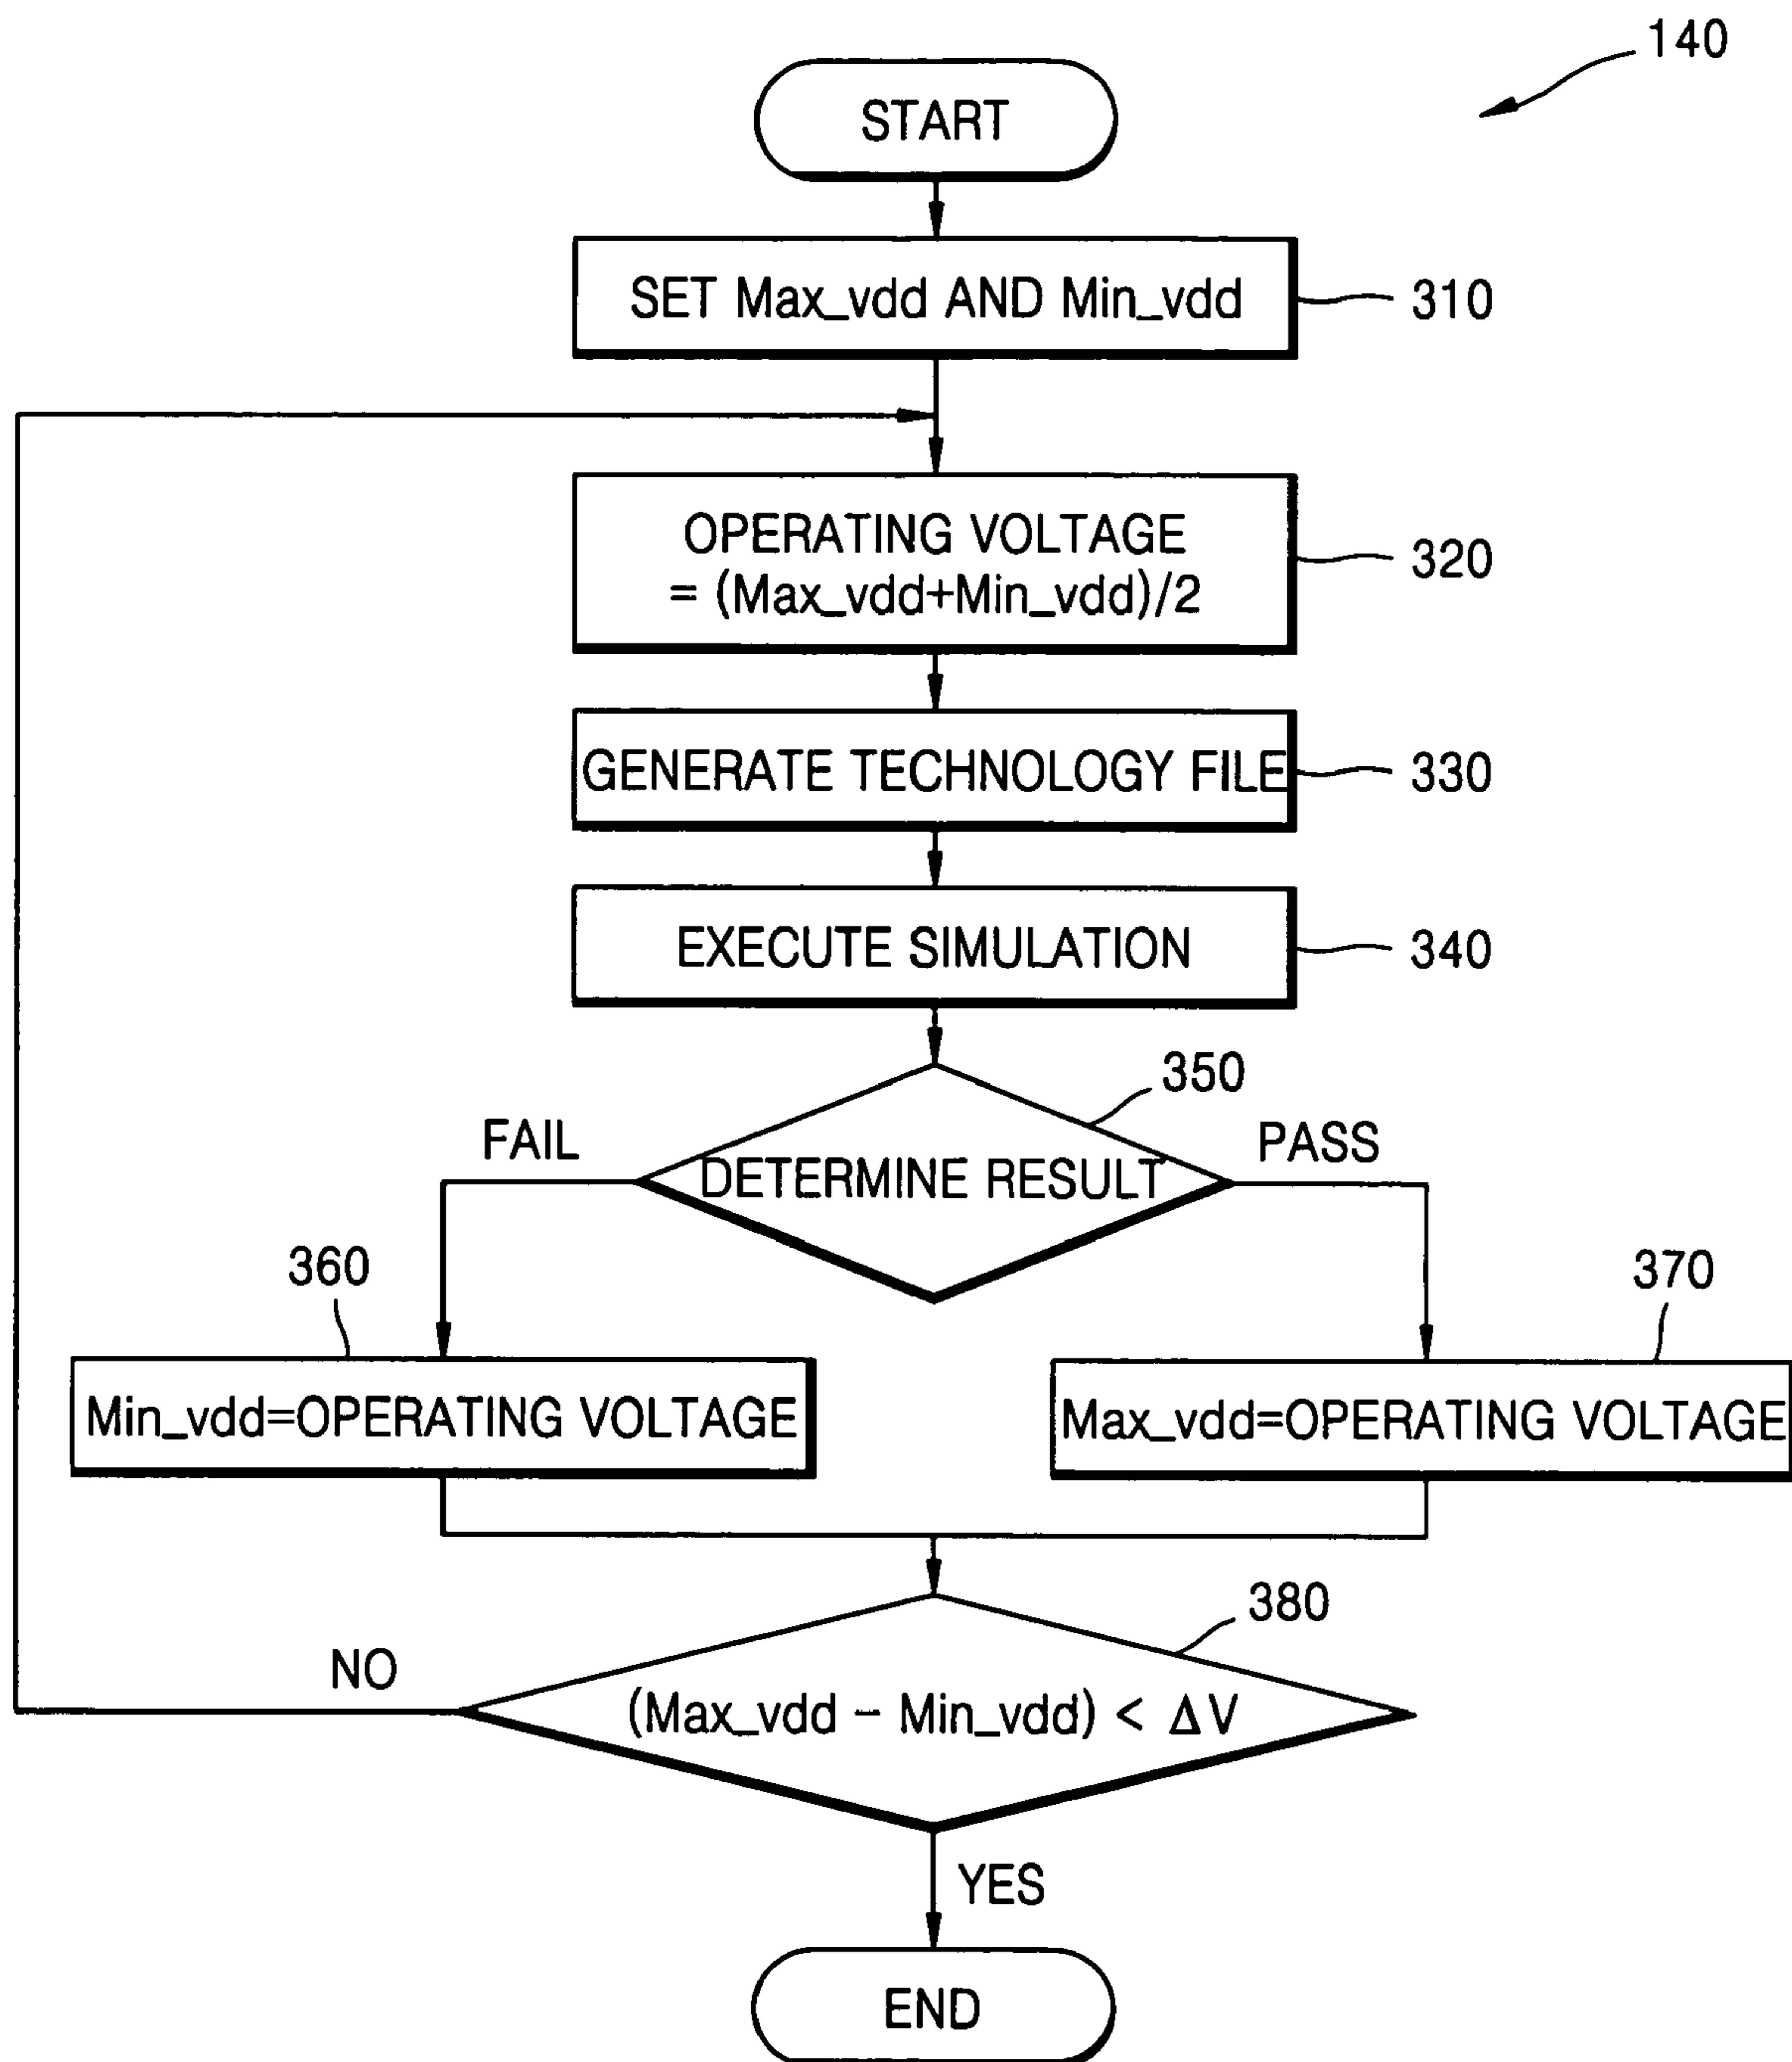 140
START
SET Max_vdd AND Min_vdd
310
OPERATING VOLTAGE
= (Max_vdd+Min_vdd)/2
320
GENERATE TECHNOLOGY FILE
330
EXECUTE SIMULATION
340
350
FAIL
PASS
DETERMINE RESULT
360
370
Min_vdd=OPERATING VOLTAGE
Max_vdd=OPERATING VOLTAGE
380
NO
(Max_vdd - Min_vdd) < ΔV
YES
END